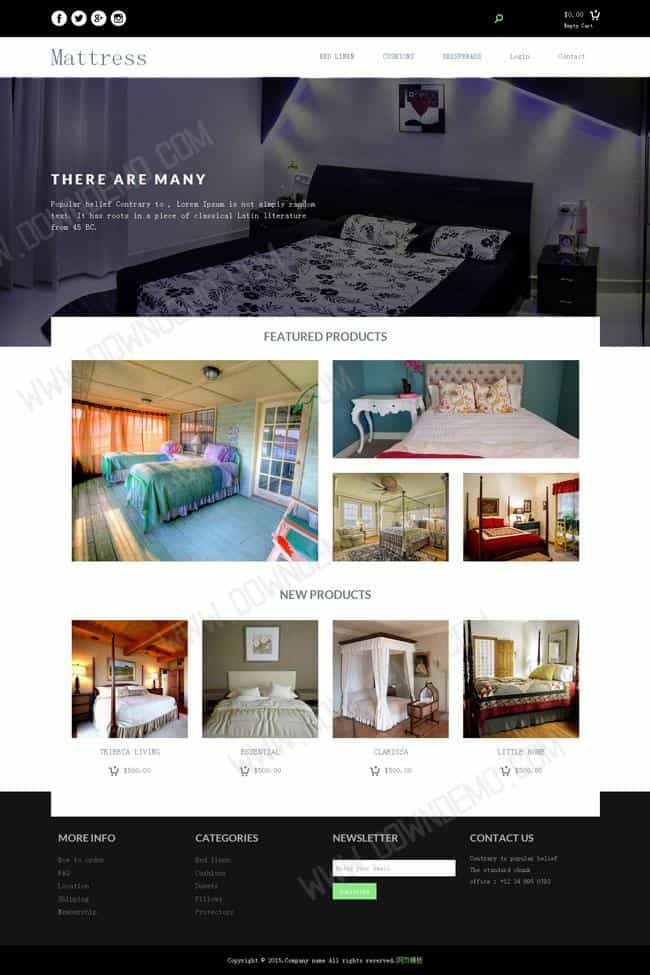 $0.00
Empty Cart
Mattress
BED LINEN
CUSHIONS
BEDSPREADS
Login
Contact
THERE ARE MANY
Popular belief Contrary to , Lorem Ipsum is not simply random
text. It has roots in a piece of classical Latin literature
from 45 BC.
FEATURED PRODUCTS
NEW PRODUCTS
TRIBECA LIVING
ESSENTIAL
CLARISSA
LITTLE HOME
$500.00
$500.00
$500.00
$500.00
MORE INFO
How to order
FAQ
Location
Shipping
Membership
CATEGORIES
Bed linen
Cushions
Duvets
Pillows
Protectors
NEWSLETTER
Enter your email
Subscribe
CONTACT US
Contrary to popular belief
The standard chunk
office : +12 34 995 0792
Copyright © 2015.Company name All rights reserved.网页模板
WWW.DOWNDEMO.COM